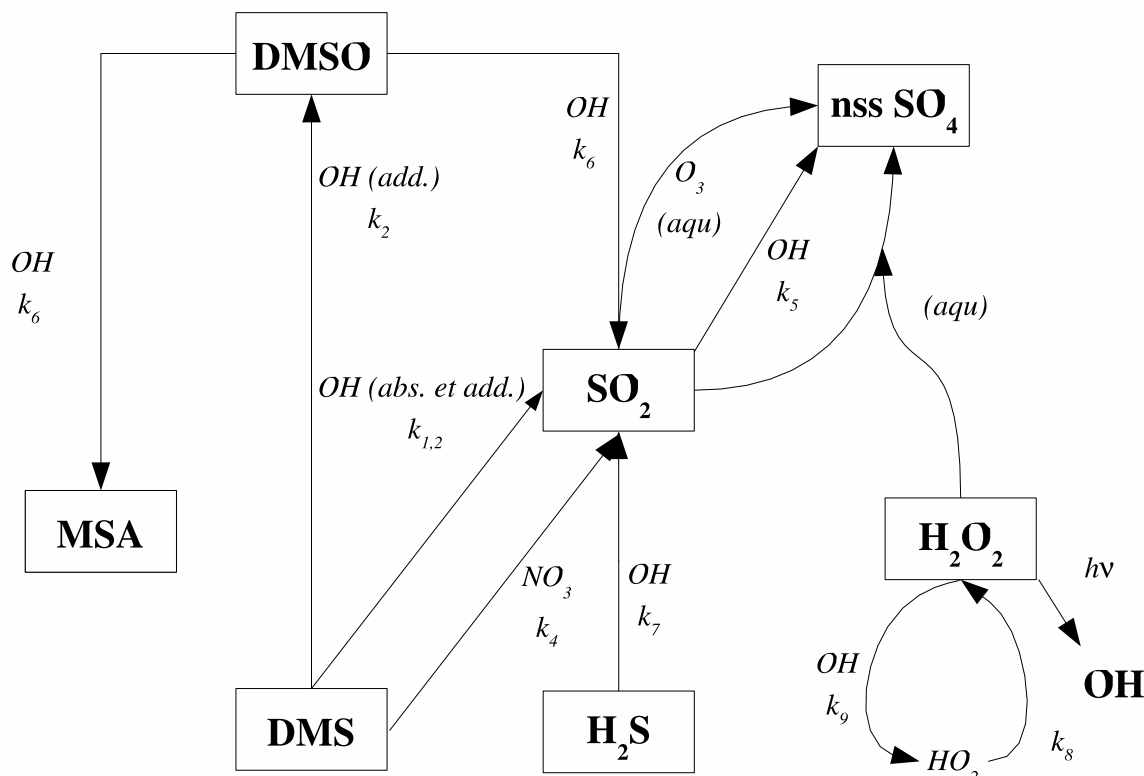 DMSO
nss SO₄
OH
k₆
O₃
(aqu)
OH (add.)
k₂
OH
k₅
OH
k₆
(aqu)
SO₂
OH (abs. et add.)
k₁,₂
MSA
H₂O₂
NO₃
k₄
OH
k₇
hν
OH
k₉
OH
DMS
H₂S
HO₂
k₈